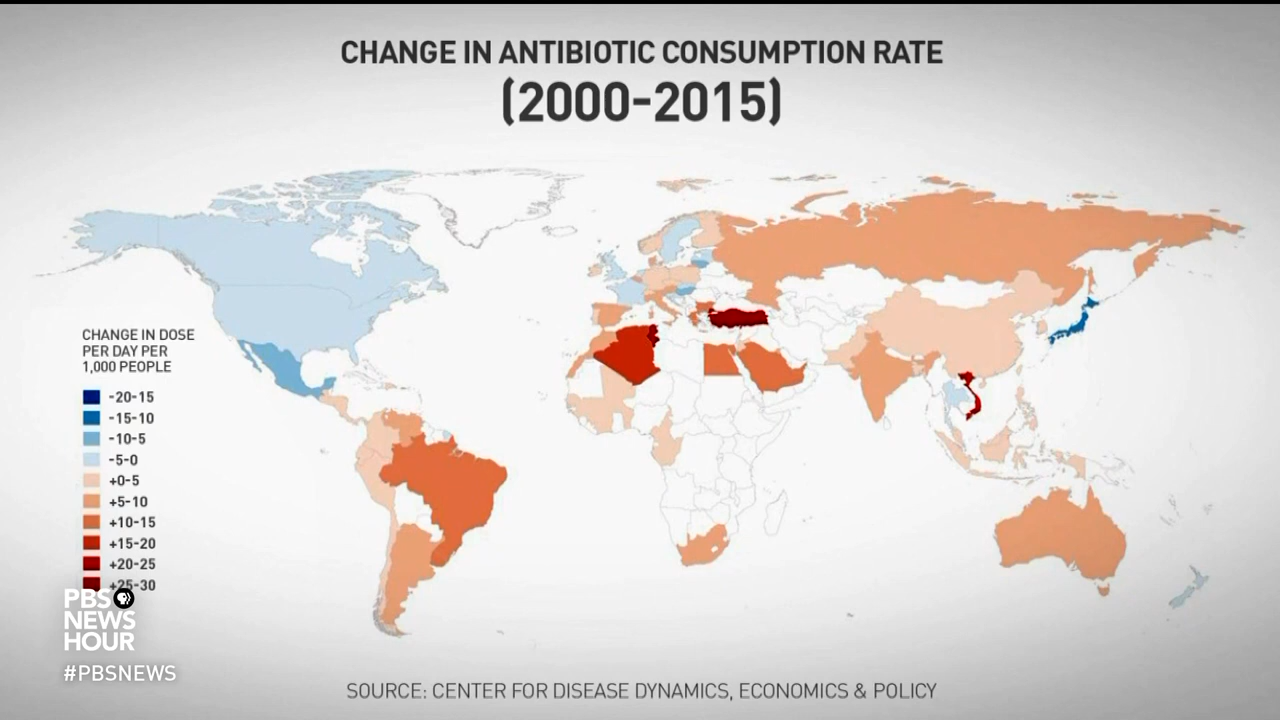 CHANGE IN ANTIBIOTIC CONSUMPTION RATE
(2000-2015)
CHANGE IN DOSE
PER DAY PER
1,000 PEOPLE
-20-15
-15-10
-10-5
-5-0
+0-5
+5-10
+10-15
+15-20
+20-25
+25-30
PBS
NEWS
HOUR
#PBSNEWS
SOURCE: CENTER FOR DISEASE DYNAMICS, ECONOMICS & POLICY